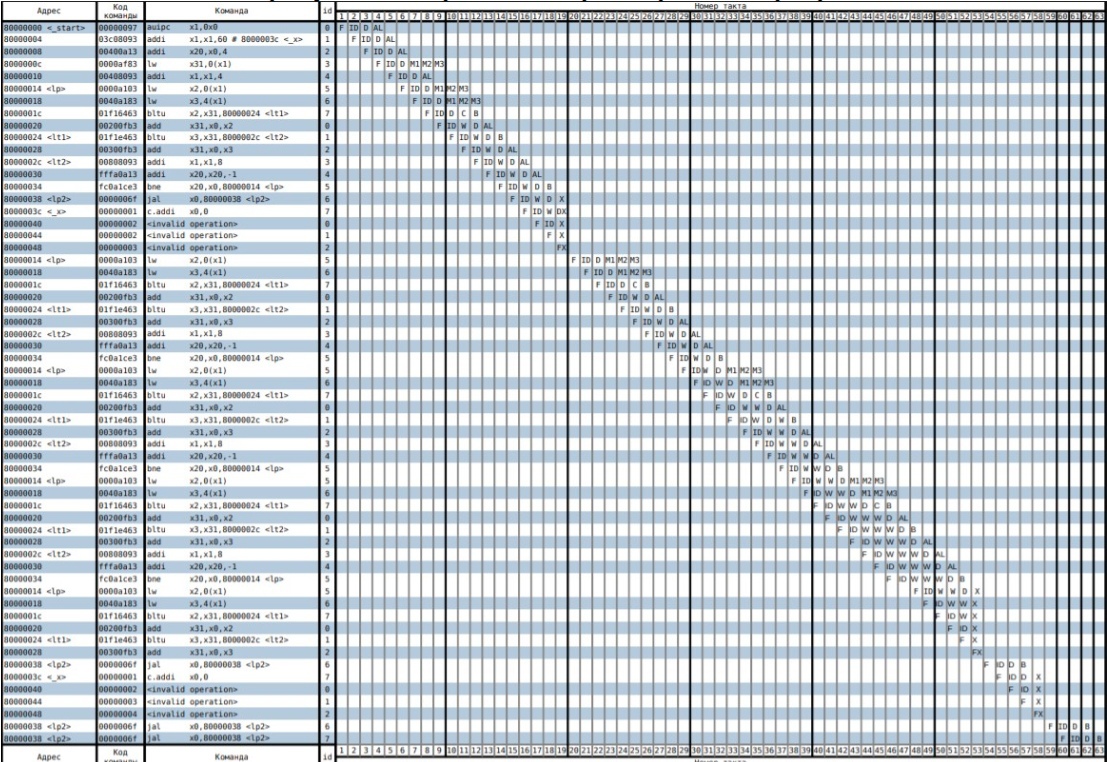 Номер такта
Адрес Код команды Команда id 1 2 3 4 5 6 7 8 9 10 11 12 13 14 15 16 17 18 19 20 21 22 23 24 25 26 27 28 29 30 31 32 33 34 35 36 37 38 39 40 41 42 43 44 45 46 47 48 49 50 51 52 53 54 55 56 57 58 59 60 61 62 63
80000000 <_start> 00000097 auipc x1,0x0 0 F ID D AL
80000004 03c08093 addi x1,x1,60 # 8000003c <_x> 1 F ID D AL
80000008 00400a13 addi x20,x0,4 2 F ID D AL
8000000c 0000af83 lw x31,0(x1) 3 F ID D M1 M2 M3
80000010 00408093 addi x1,x1,4 4 F ID D AL
80000014 <lp> 0000a103 lw x2,0(x1) 5 F ID D M1 M2 M3
80000018 0040a183 lw x3,4(x1) 6 F ID D M1 M2 M3
8000001c 01f16463 bltu x2,x31,80000024 <lt1> 7 F ID D C B
80000020 00200fb3 add x31,x0,x2 0 F ID W D AL
80000024 <lt1> 01f1e463 bltu x3,x31,8000002c <lt2> 1 F ID W D B
80000028 00300fb3 add x31,x0,x3 2 F ID W D AL
8000002c <lt2> 00808093 addi x1,x1,8 3 F ID W D AL
80000030 fffa0a13 addi x20,x20,-1 4 F ID W D AL
80000034 fc0a1ce3 bne x20,x0,80000014 <lp> 5 F ID W D B
80000038 <lp2> 0000006f jal x0,80000038 <lp2> 6 F ID W D X
8000003c <_x> 00000001 c.addi x0,0 7 F ID W DX
80000040 00000002 <invalid operation> 0 F ID X
80000044 00000002 <invalid operation> 1 F X
80000048 00000003 <invalid operation> 2 FX
80000014 <lp> 0000a103 lw x2,0(x1) 5 F ID D M1 M2 M3
80000018 0040a183 lw x3,4(x1) 6 F ID D M1 M2 M3
8000001c 01f16463 bltu x2,x31,80000024 <lt1> 7 F ID D C B
80000020 00200fb3 add x31,x0,x2 0 F ID W D AL
80000024 <lt1> 01f1e463 bltu x3,x31,8000002c <lt2> 1 F ID W D B
80000028 00300fb3 add x31,x0,x3 2 F ID W D AL
8000002c <lt2> 00808093 addi x1,x1,8 3 F ID W D AL
80000030 fffa0a13 addi x20,x20,-1 4 F ID W D AL
80000034 fc0a1ce3 bne x20,x0,80000014 <lp> 5 F ID W D B
80000014 <lp> 0000a103 lw x2,0(x1) 5 F ID W D M1 M2 M3
80000018 0040a183 lw x3,4(x1) 6 F ID W D M1 M2 M3
8000001c 01f16463 bltu x2,x31,80000024 <lt1> 7 F ID W D C B
80000020 00200fb3 add x31,x0,x2 0 F ID W W D AL
80000024 <lt1> 01f1e463 bltu x3,x31,8000002c <lt2> 1 F ID W D W B
80000028 00300fb3 add x31,x0,x3 2 F ID W W D AL
8000002c <lt2> 00808093 addi x1,x1,8 3 F ID W W D AL
80000030 fffa0a13 addi x20,x20,-1 4 F ID W W D AL
80000034 fc0a1ce3 bne x20,x0,80000014 <lp> 5 F ID W W D B
80000014 <lp> 0000a103 lw x2,0(x1) 5 F ID W W D M1 M2 M3
80000018 0040a183 lw x3,4(x1) 6 F ID W W D M1 M2 M3
8000001c 01f16463 bltu x2,x31,80000024 <lt1> 7 F ID W W D C B
80000020 00200fb3 add x31,x0,x2 0 F ID W W W D AL
80000024 <lt1> 01f1e463 bltu x3,x31,8000002c <lt2> 1 F ID W W W D B
80000028 00300fb3 add x31,x0,x3 2 F ID W W W D AL
8000002c <lt2> 00808093 addi x1,x1,8 3 F ID W W W D AL
80000030 fffa0a13 addi x20,x20,-1 4 F ID W W W D AL
80000034 fc0a1ce3 bne x20,x0,80000014 <lp> 5 F ID W W W D B
80000014 <lp> 0000a103 lw x2,0(x1) 5 F ID W W D X
80000018 0040a183 lw x3,4(x1) 6 F ID W W X
8000001c 01f16463 bltu x2,x31,80000024 <lt1> 7 F ID W X
80000020 00200fb3 add x31,x0,x2 0 F ID X
80000024 <lt1> 01f1e463 bltu x3,x31,8000002c <lt2> 1 F X
80000028 00300fb3 add x31,x0,x3 2 FX
80000038 <lp2> 0000006f jal x0,80000038 <lp2> 6 F ID D B
8000003c <_x> 00000001 c.addi x0,0 7 F ID D X
80000040 00000002 <invalid operation> 0 F ID X
80000044 00000003 <invalid operation> 1 F X
80000048 00000004 <invalid operation> 2 FX
80000038 <lp2> 0000006f jal x0,80000038 <lp2> 6 F ID D B
80000038 <lp2> 0000006f jal x0,80000038 <lp2> 7 F ID D B
Адрес Код Команда id 1 2 3 4 5 6 7 8 9 10 11 12 13 14 15 16 17 18 19 20 21 22 23 24 25 26 27 28 29 30 31 32 33 34 35 36 37 38 39 40 41 42 43 44 45 46 47 48 49 50 51 52 53 54 55 56 57 58 59 60 61 62 63